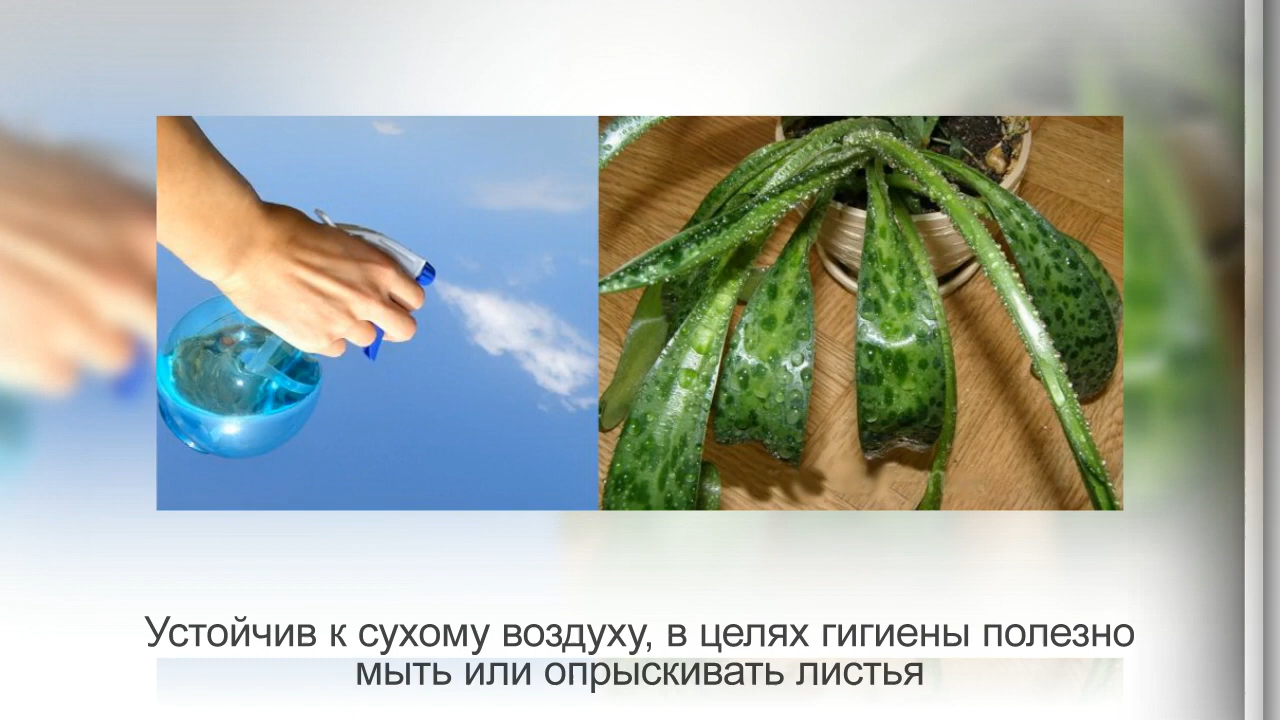 Устойчив к сухому воздуху, в целях гигиены полезно
мыть или опрыскивать листья